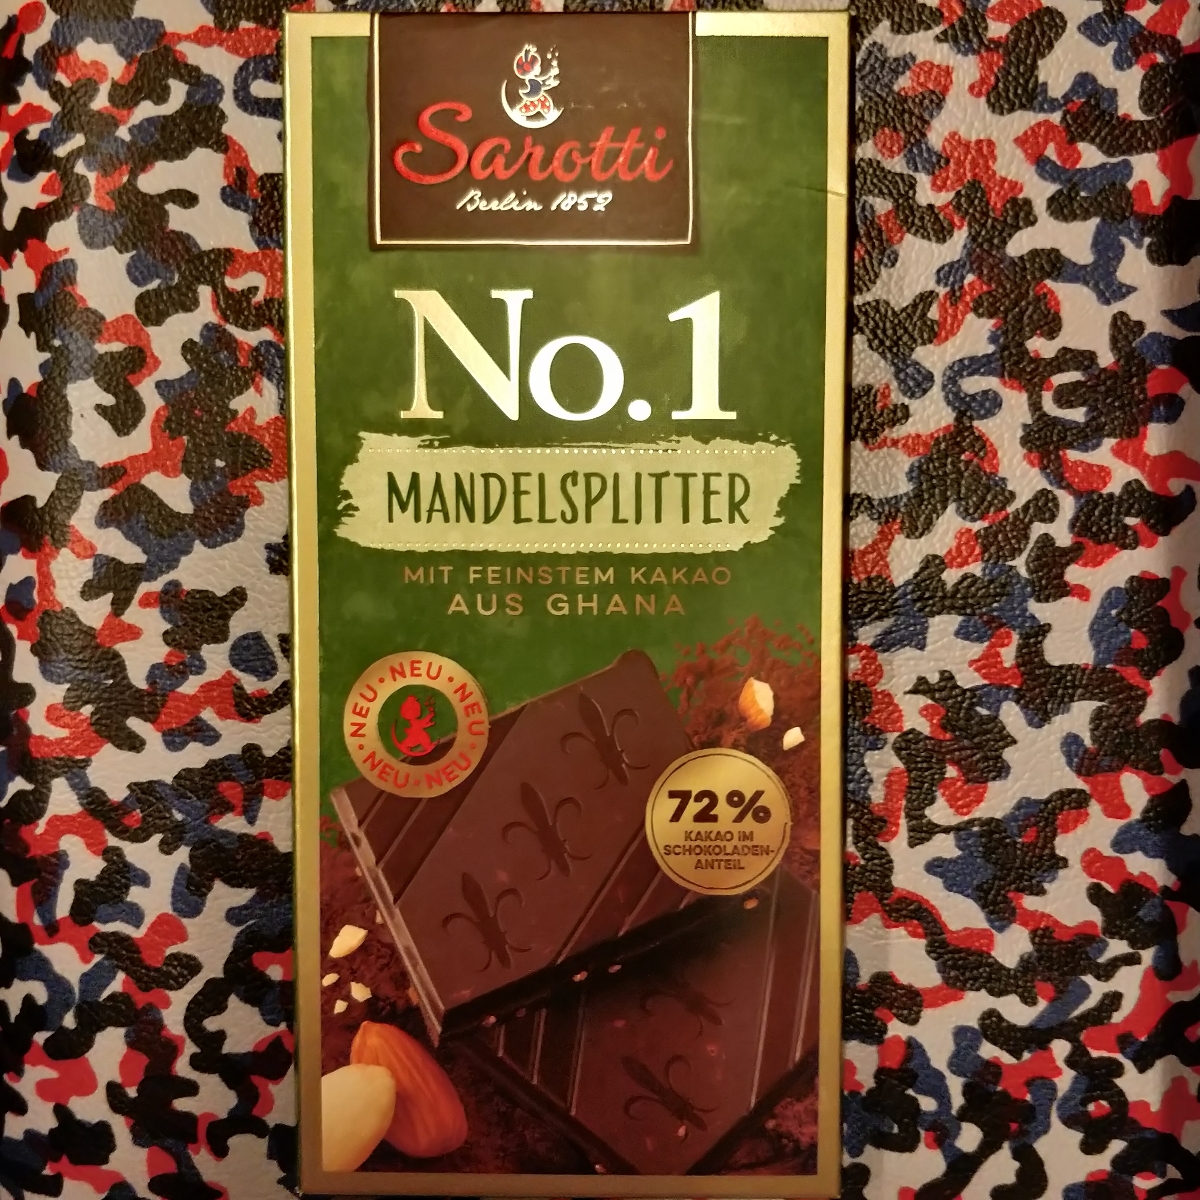 Sarotti
Berlin 1852
No.1
MANDELSPLITTER
MIT FEINSTEM KAKAO
AUS GHANA
NEU • NEU • NEU • NEU • NEU •
72%
KAKAO IM
SCHOKOLADEN-
ANTEIL